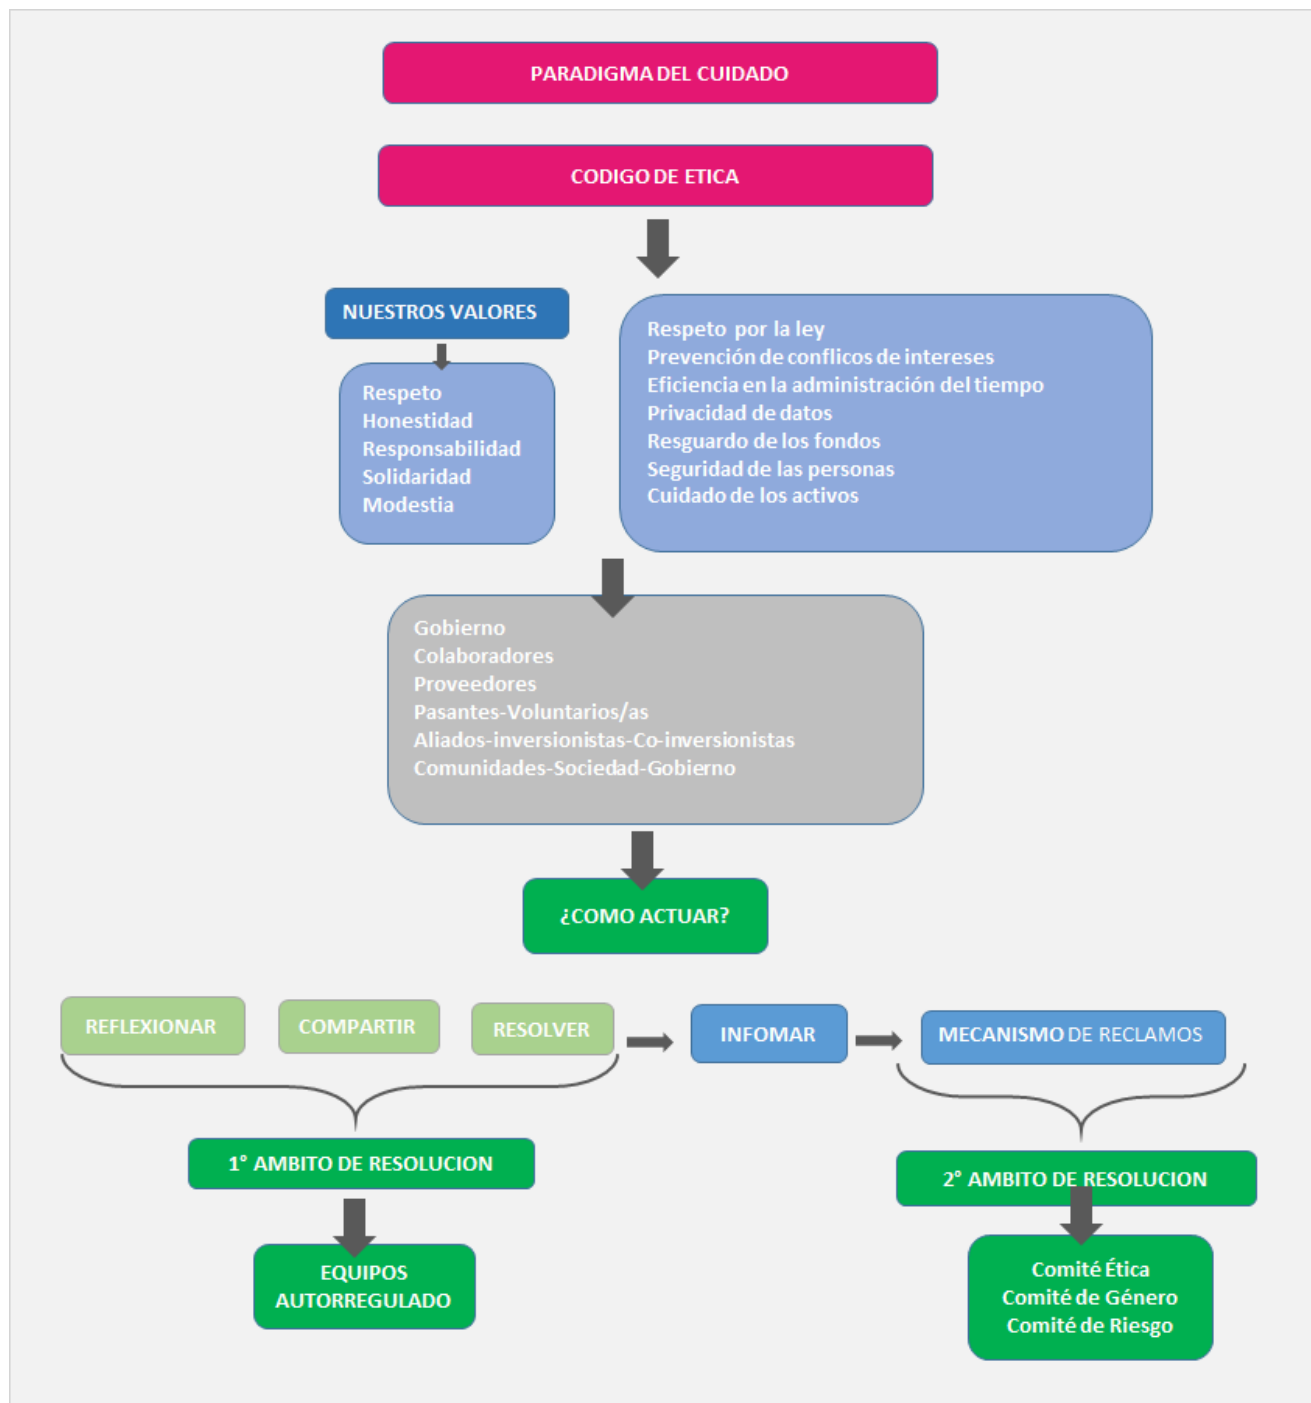 PARADIGMA DEL CUIDADO
CODIGO DE ETICA
NUESTROS VALORES
Respeto
Honestidad
Responsabilidad
Solidaridad
Modestia
Respeto por la ley
Prevención de conflicos de intereses
Eficiencia en la administración del tiempo
Privacidad de datos
Resguardo de los fondos
Seguridad de las personas
Cuidado de los activos
Gobierno
Colaboradores
Proveedores
Pasantes-Voluntarios/as
Aliados-inversionistas-Co-inversionistas
Comunidades-Sociedad-Gobierno
¿COMO ACTUAR?
REFLEXIONAR
COMPARTIR
RESOLVER
INFOMAR
MECANISMO DE RECLAMOS
1° AMBITO DE RESOLUCION
EQUIPOS
AUTORREGULADO
2° AMBITO DE RESOLUCION
Comité Ética
Comité de Género
Comité de Riesgo